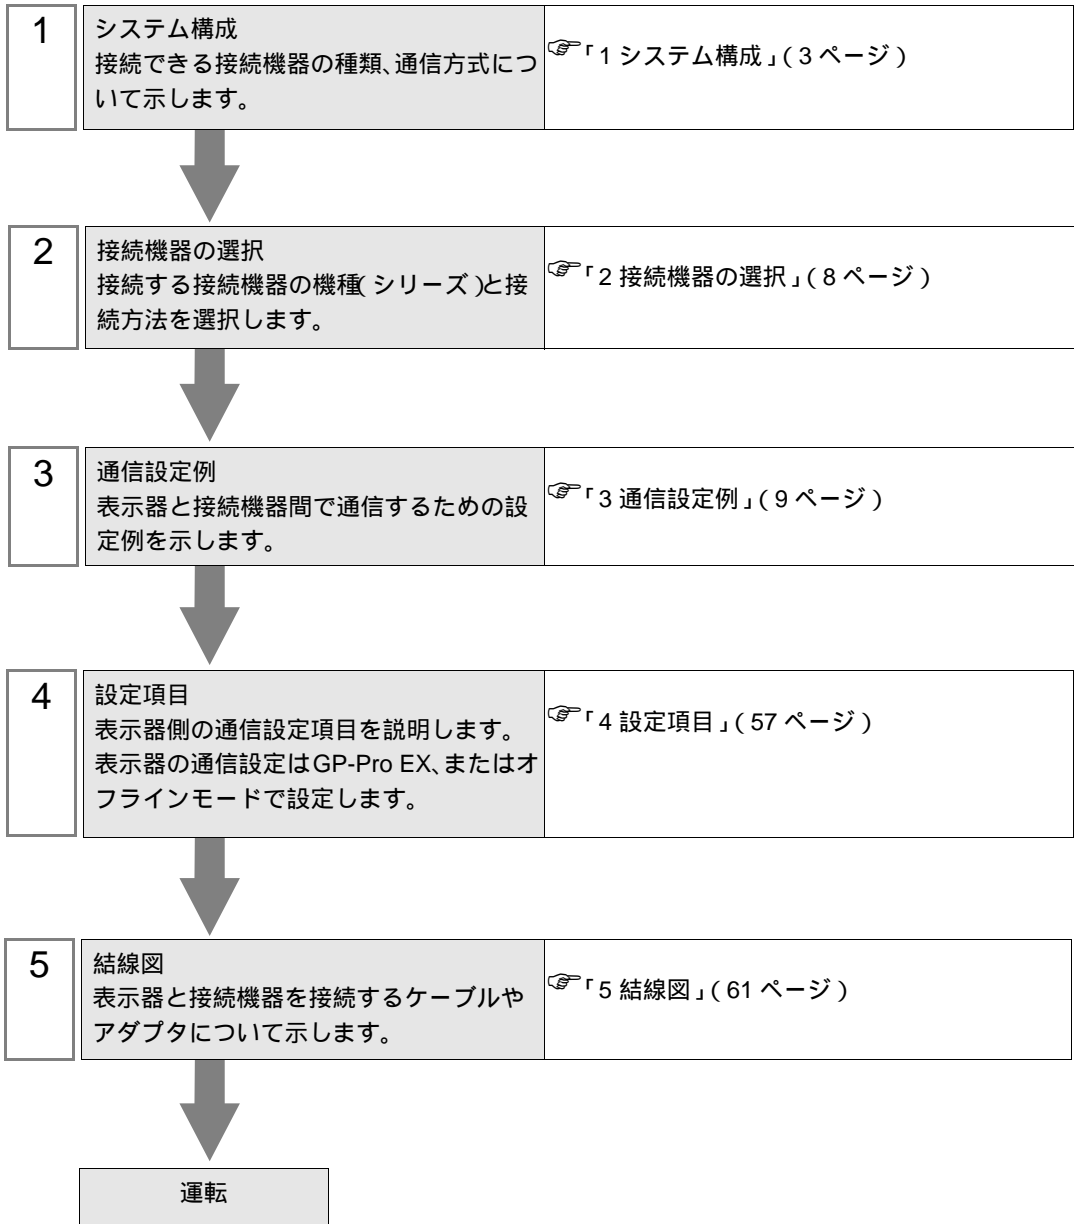 1
システム構成
接続できる接続機器の種類、通信方式につ
いて示します。
☞「1 システム構成」(3 ページ)
2
接続機器の選択
接続する接続機器の機種(シリーズ)と接
続方法を選択します。
☞「2 接続機器の選択」(8 ページ)
3
通信設定例
表示器と接続機器間で通信するための設
定例を示します。
☞「3 通信設定例」(9 ページ)
4
設定項目
表示器側の通信設定項目を説明します。
表示器の通信設定はGP-Pro EX、またはオ
フラインモードで設定します。
☞「4 設定項目」(57 ページ)
5
結線図
表示器と接続機器を接続するケーブルや
アダプタについて示します。
☞「5 結線図」(61 ページ)
運転